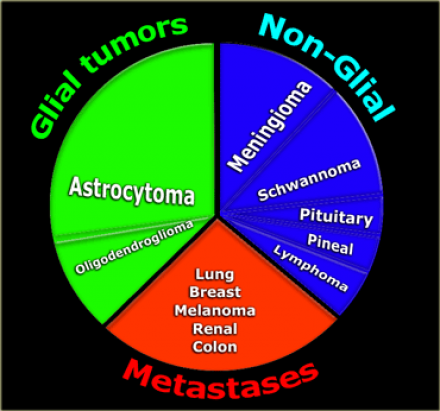 Glial tumors
Non-Glial
Meningioma
Astrocytoma
Schwannoma
Pituitary
Pineal
Lymphoma
Oligodendroglioma
Lung
Breast
Melanoma
Renal
Colon
Metastases